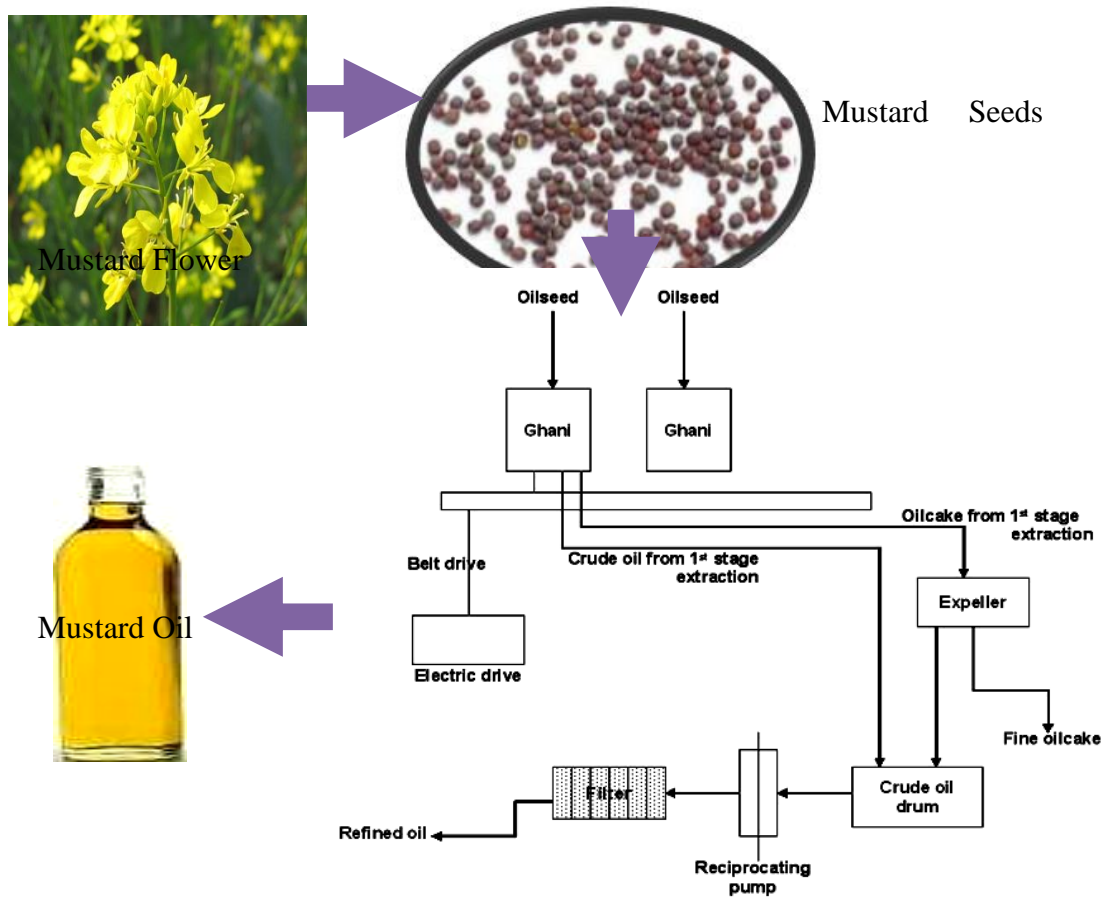 Mustard Seeds
Mustard Flower
Oilseed
Oilseed
Ghani
Ghani
Oilcake from 1st stage
extraction
Crude oil from 1st stage
extraction
Belt drive
Expeller
Mustard Oil
Electric drive
Fine oilcake
Crude oil
drum
Filter
Refined oil
Reciprocating
pump